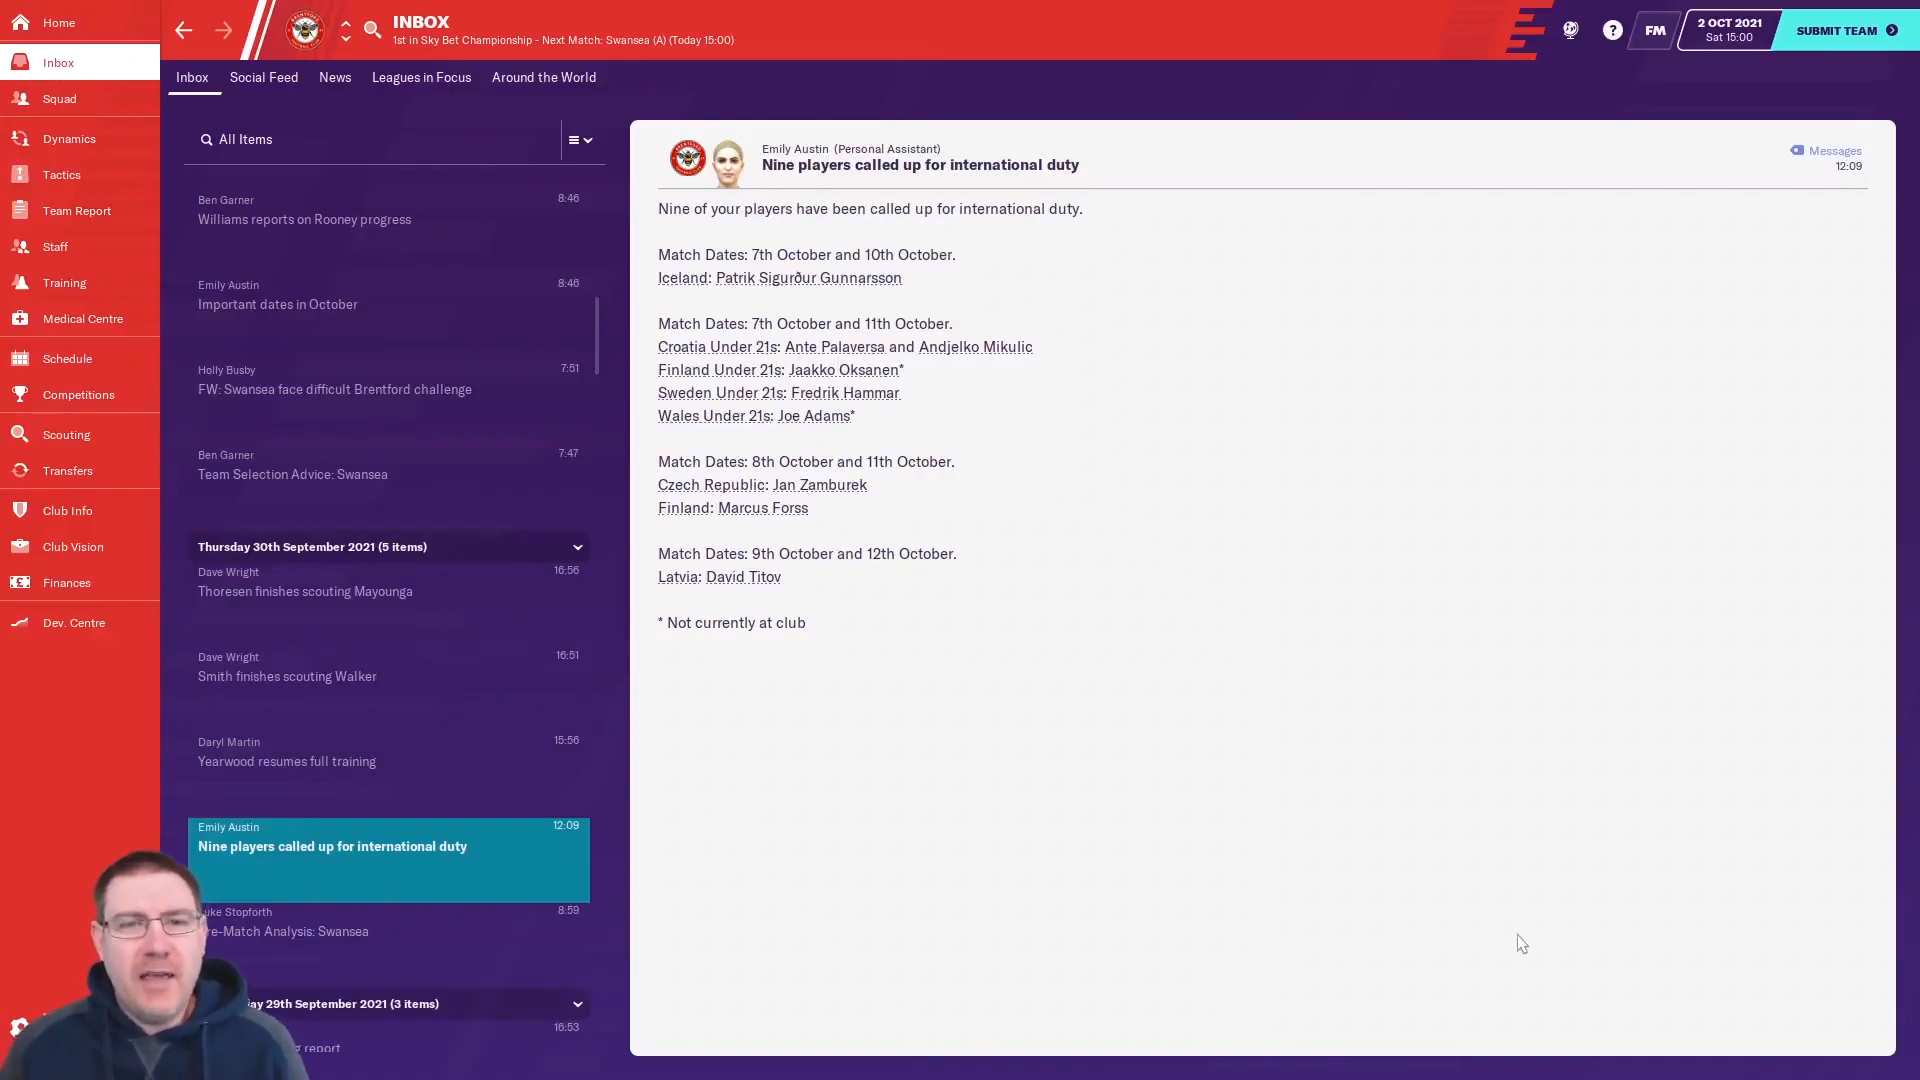 Home
Inbox
Squad
Dynamics
Tactics
Team Report
Staff
Training
Medical Centre
Schedule
Competitions
Scouting
Transfers
Club Info
Club Vision
Finances
Dev. Centre
INBOX
1st in Sky Bet Championship - Next Match: Swansea (A) (Today 15:00)
?
FM
2 OCT 2021
Sat 15:00
SUBMIT TEAM
Inbox
Social Feed
News
Leagues in Focus
Around the World
All Items
Ben Garner 8:46
Williams reports on Rooney progress
Emily Austin 8:46
Important dates in October
Holly Busby 7:51
FW: Swansea face difficult Brentford challenge
Ben Garner 7:47
Team Selection Advice: Swansea
Thursday 30th September 2021 (5 items)
Dave Wright 16:56
Thoresen finishes scouting Mayounga
Dave Wright 16:51
Smith finishes scouting Walker
Daryl Martin 15:56
Yearwood resumes full training
Emily Austin 12:09
Nine players called up for international duty
uke Stopforth 8:59
re-Match Analysis: Swansea
ay 29th September 2021 (3 items)
16:53
report
Emily Austin (Personal Assistant)
Nine players called up for international duty
Messages
12:09
Nine of your players have been called up for international duty.
Match Dates: 7th October and 10th October.
Iceland: Patrik Sigurður Gunnarsson
Match Dates: 7th October and 11th October.
Croatia Under 21s: Ante Palaversa and Andjelko Mikulic
Finland Under 21s: Jaakko Oksanen*
Sweden Under 21s: Fredrik Hammar
Wales Under 21s: Joe Adams*
Match Dates: 8th October and 11th October.
Czech Republic: Jan Zamburek
Finland: Marcus Forss
Match Dates: 9th October and 12th October.
Latvia: David Titov
* Not currently at club